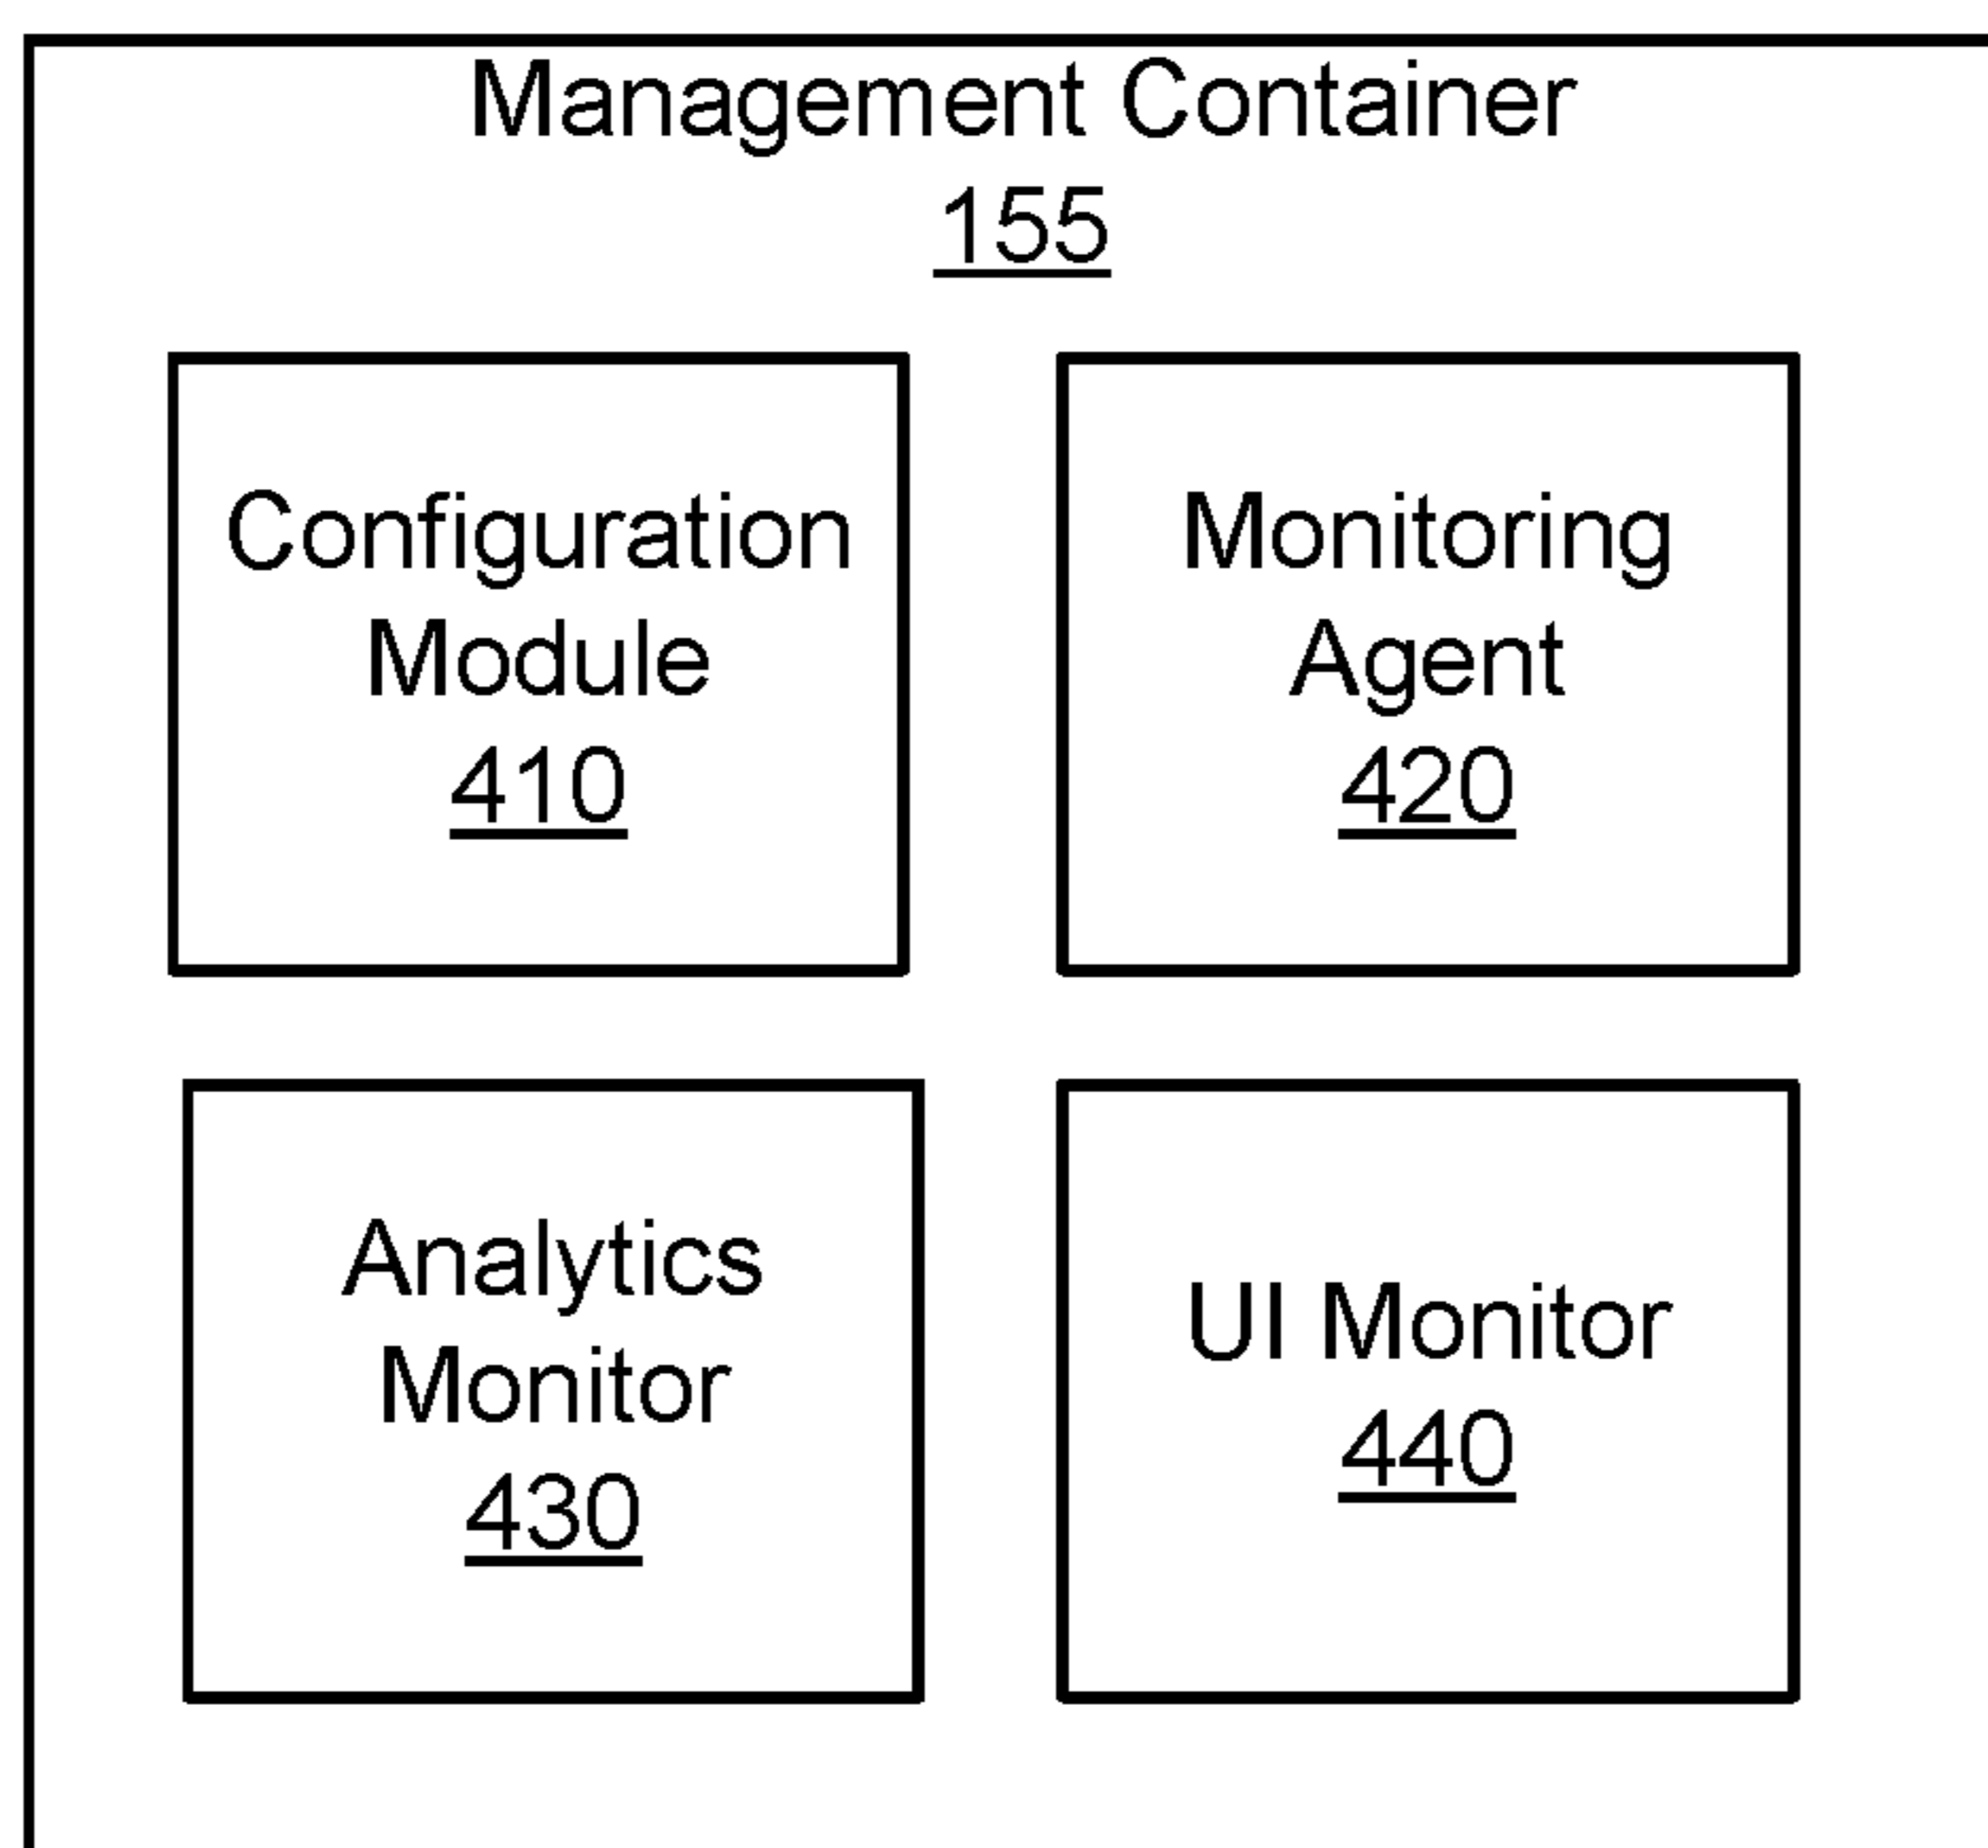 Management Container
155
Configuration
Module
410
Monitoring
Agent
420
Analytics
Monitor
430
UI Monitor
440